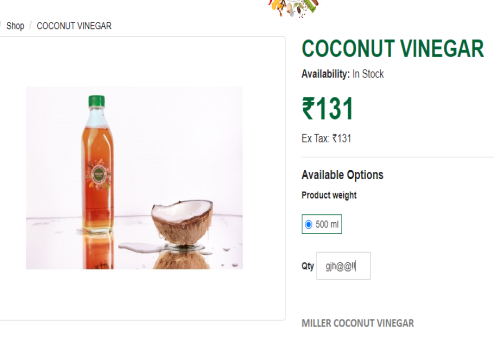 / Shop / COCONUT VINEGAR
COCONUT VINEGAR
Availability: In Stock
₹131
Ex Tax: ₹131
Available Options
Product weight
500 ml
Qty gjh@@!!
MILLER COCONUT VINEGAR